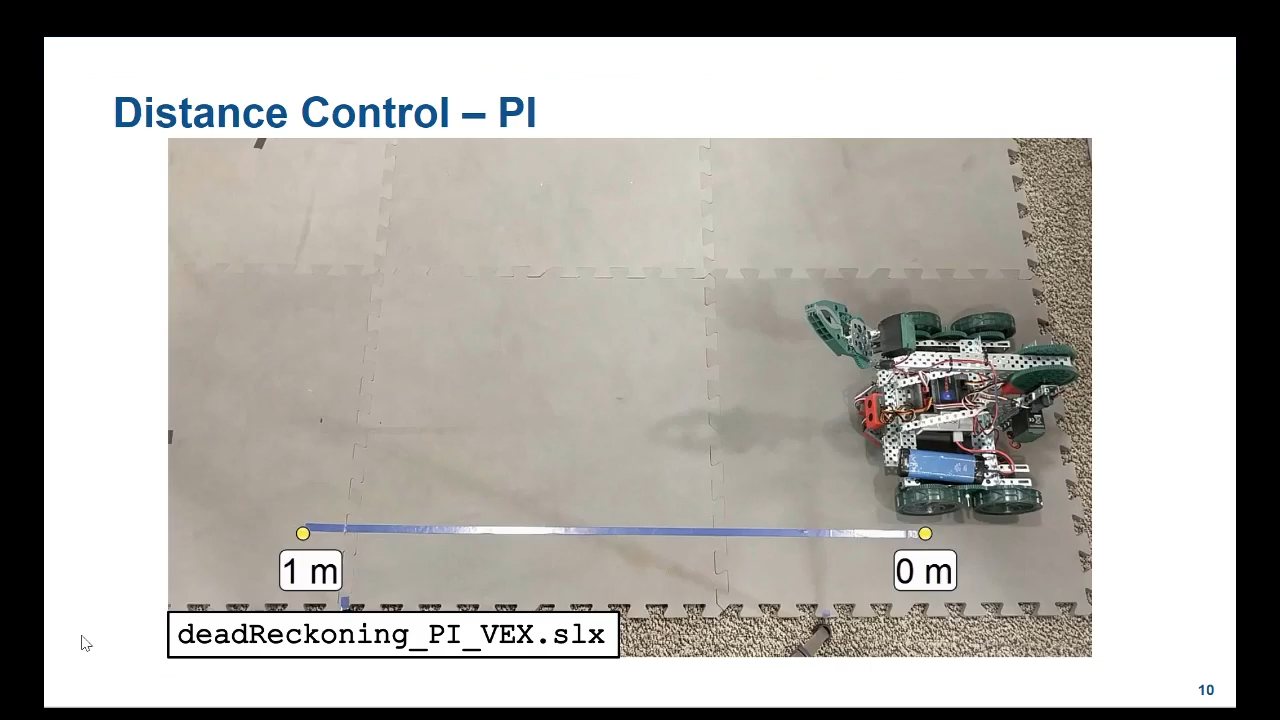 Distance Control – PI
1 m
0 m
deadReckoning_PI_VEX.slx
10